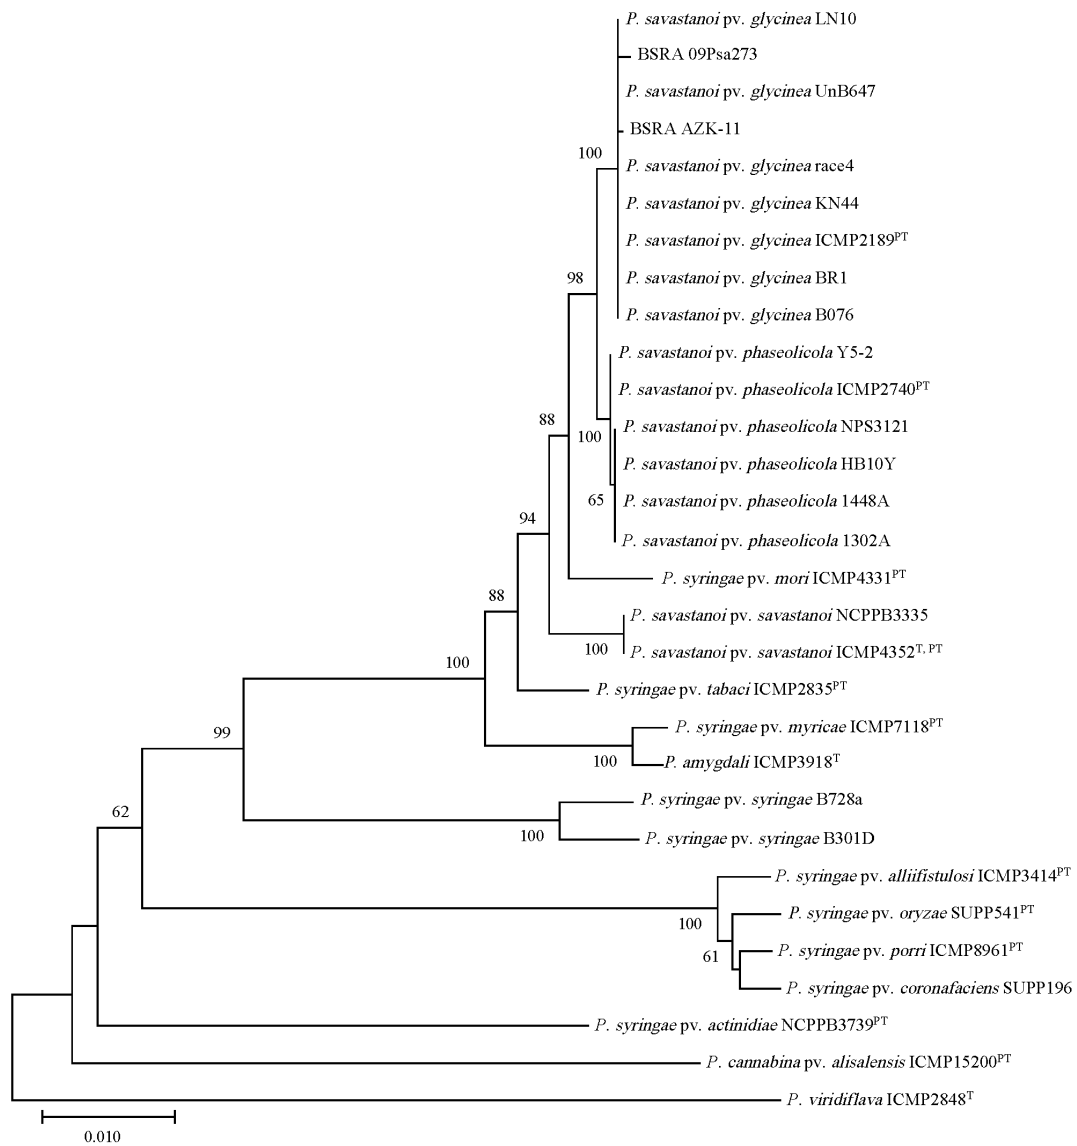 P. savastanoi pv. glycinea LN10
BSRA 09Psa273
P. savastanoi pv. glycinea UnB647
BSRA AZK-11
100
P. savastanoi pv. glycinea race4
P. savastanoi pv. glycinea KN44
P. savastanoi pv. glycinea ICMP2189PT
98
P. savastanoi pv. glycinea BR1
P. savastanoi pv. glycinea B076
P. savastanoi pv. phaseolicola Y5-2
P. savastanoi pv. phaseolicola ICMP2740PT
88
P. savastanoi pv. phaseolicola NPS3121
100
P. savastanoi pv. phaseolicola HB10Y
65
P. savastanoi pv. phaseolicola 1448A
94
P. savastanoi pv. phaseolicola 1302A
P. syringae pv. mori ICMP4331PT
88
P. savastanoi pv. savastanoi NCPPB3335
100
P. savastanoi pv. savastanoi ICMP4352T, PT
100
P. syringae pv. tabaci ICMP2835PT
P. syringae pv. myricae ICMP7118PT
99
100
P. amygdali ICMP3918T
P. syringae pv. syringae B728a
62
100
P. syringae pv. syringae B301D
P. syringae pv. alliifistulosi ICMP3414PT
P. syringae pv. oryzae SUPP541PT
100
P. syringae pv. porri ICMP8961PT
61
P. syringae pv. coronafaciens SUPP196
P. syringae pv. actinidiae NCPPB3739PT
P. cannabina pv. alisalensis ICMP15200PT
P. viridiflava ICMP2848T
0.010